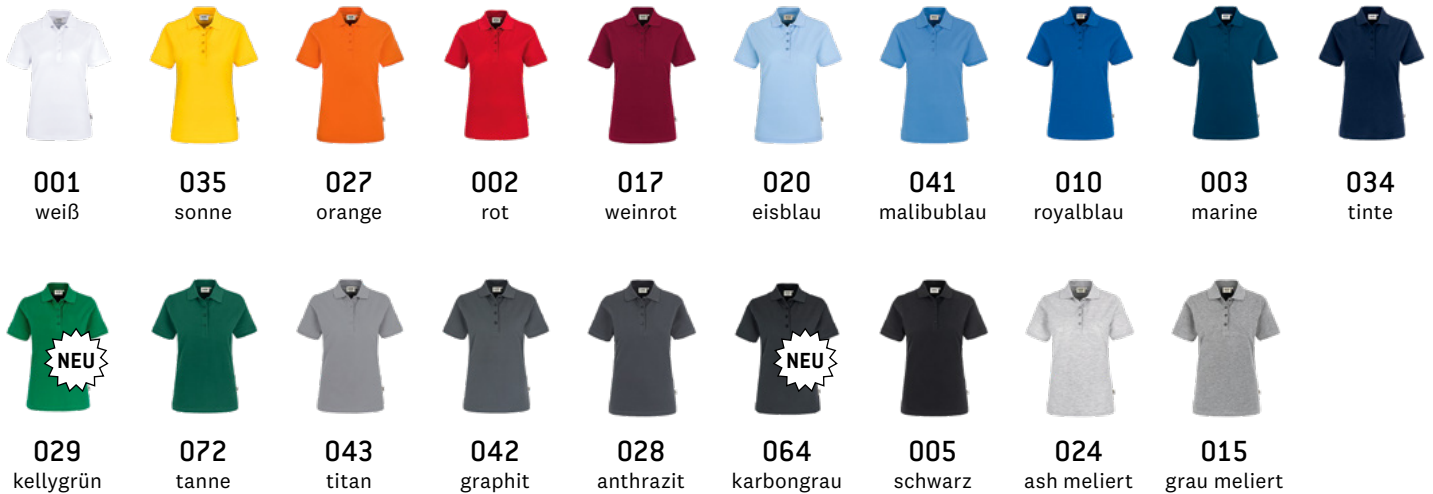 001 035 027 002 017 020 041 010 003 034
weiß sonne orange rot weinrot eisblau malibublau royalblau marine tinte
NEU NEU
029 072 043 042 028 064 005 024 015
kellygrün tanne titan graphit anthrazit karbongrau schwarz ash meliert grau meliert